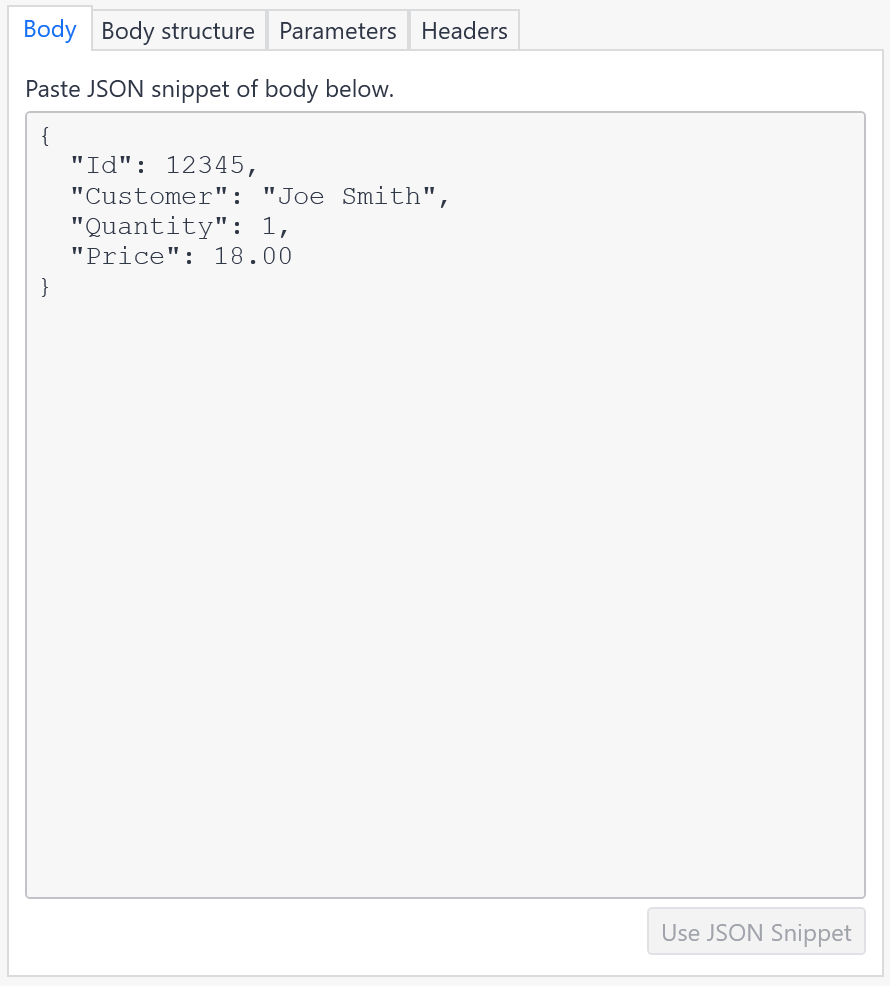 Body Body structure Parameters Headers
Paste JSON snippet of body below.
{
  "Id": 12345,
  "Customer": "Joe Smith",
  "Quantity": 1,
  "Price": 18.00
}
Use JSON Snippet